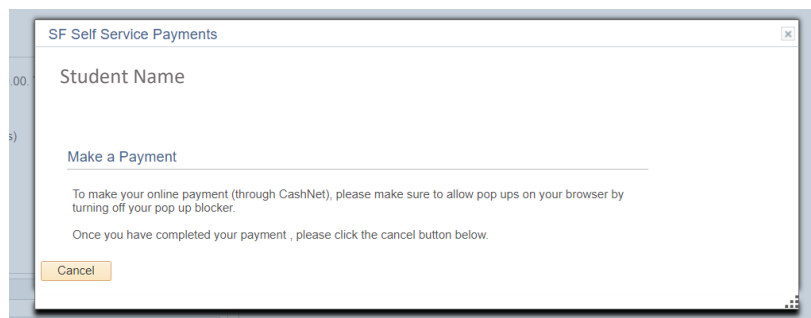 SF Self Service Payments
x
.00.
Student Name
s)
Make a Payment
To make your online payment (through CashNet), please make sure to allow pop ups on your browser by
turning off your pop up blocker.
Once you have completed your payment , please click the cancel button below.
Cancel